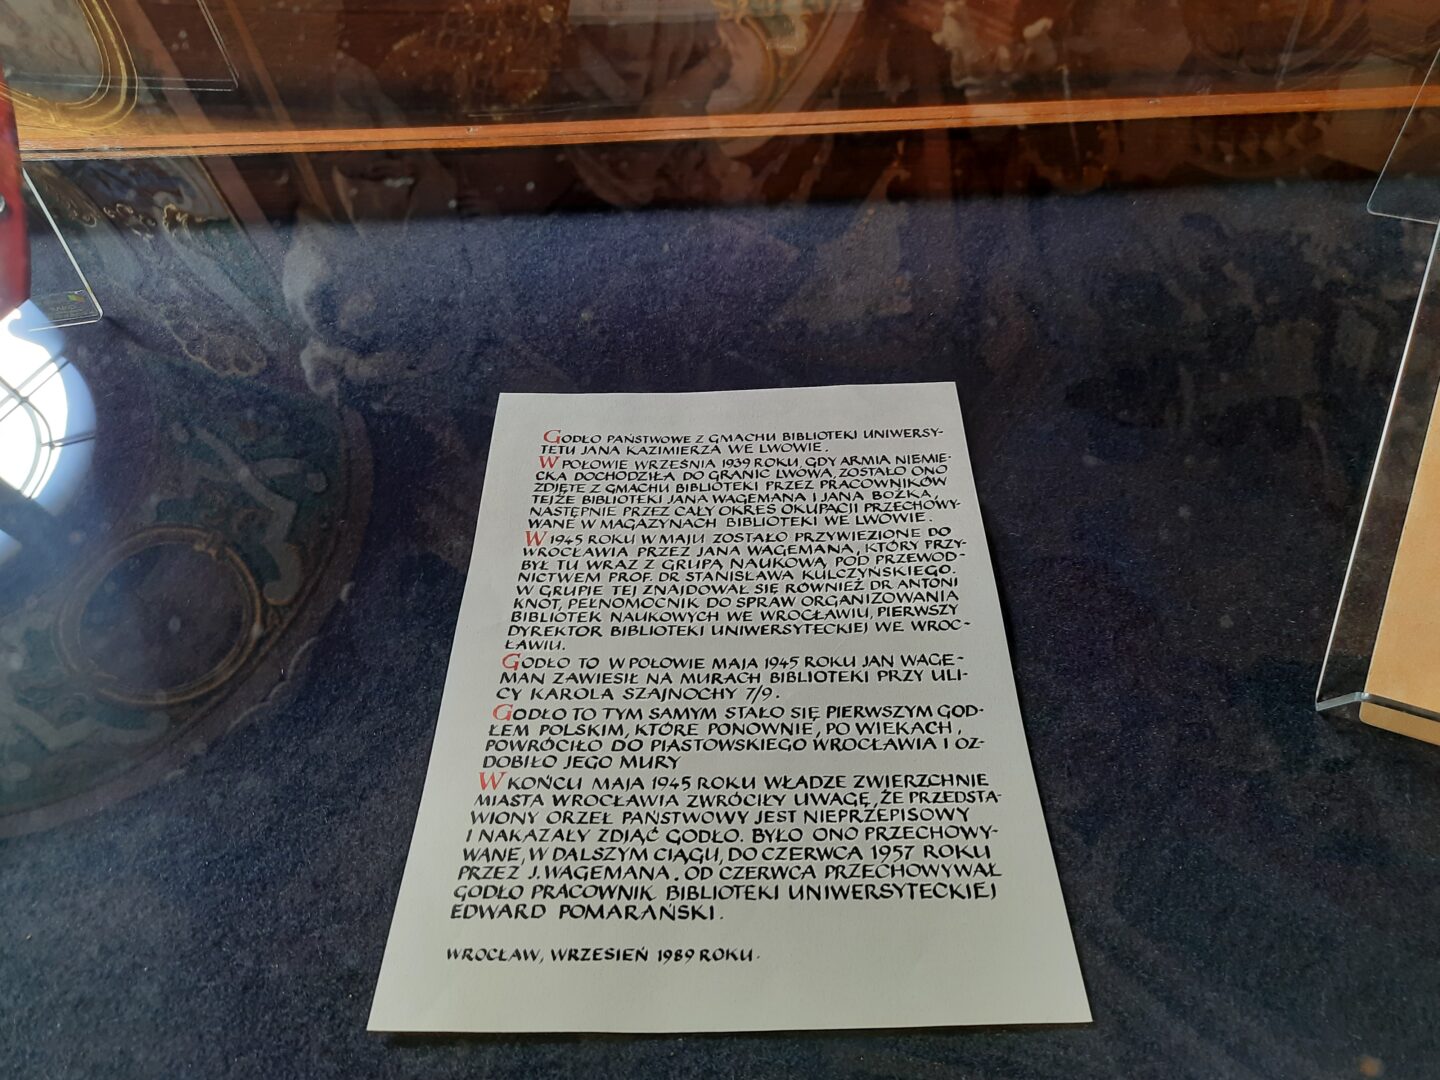 GODŁO PAŃSTWOWE Z GMACHU BIBLIOTEKI UNIWERSY-
TETU JANA KAZIMIERZA WE LWOWIE.
W POŁOWIE WRZEŚNIA 1939 ROKU, GDY ARMIA NIEMIE-
CKA DOCHODZIŁA DO GRANIC LWOWA, ZOSTAŁO ONO
ZDJĘTE Z GMACHU BIBLIOTEKI PRZEZ PRACOWNIKÓW
TEJŻE BIBLIOTEKI JANA WAGEMANA I JANA BOŻKA,
NASTĘPNIE PRZEZ CAŁY OKRES OKUPACJI PRZECHOWY-
WANE W MAGAZYNACH BIBLIOTEKI WE LWOWIE.
W 1945 ROKU W MAJU ZOSTAŁO PRZYWIEZIONE DO
WROCŁAWIA PRZEZ JANA WAGEMANA, KTÓRY PRZY-
BYŁ TU WRAZ Z GRUPĄ NAUKOWĄ POD PRZEWOD-
NICTWEM PROF. DR STANISŁAWA KULCZYŃSKIEGO.
W GRUPIE TEJ ZNAJDOWAŁ SIĘ RÓWNIEŻ DR ANTONI
KNOT, PEŁNOMOCNIK DO SPRAW ORGANIZOWANIA
BIBLIOTEK NAUKOWYCH WE WROCŁAWIU, PIERWSZY
DYREKTOR BIBLIOTEKI UNIWERSYTECKIEJ WE WROC-
ŁAWIU.
GODŁO TO W POŁOWIE MAJA 1945 ROKU JAN WAGE-
MAN ZAWIESIŁ NA MURACH BIBLIOTEKI PRZY ULI-
CY KAROLA SZAJNOCHY 7/9.
GODŁO TO TYM SAMYM STAŁO SIĘ PIERWSZYM GOD-
ŁEM POLSKIM, KTÓRE PONOWNIE, PO WIEKACH,
POWRÓCIŁO DO PIASTOWSKIEGO WROCŁAWIA I OZ-
DOBIŁO JEGO MURY
W KOŃCU MAJA 1945 ROKU WŁADZE ZWIERZCHNIE
MIASTA WROCŁAWIA ZWRÓCIŁY UWAGĘ, ŻE PRZEDSTA-
WIONY ORZEŁ PAŃSTWOWY JEST NIEPRZEPISOWY
I NAKAZAŁY ZDJĄĆ GODŁO. BYŁO ONO PRZECHOWY-
WANE, W DALSZYM CIĄGU, DO CZERWCA 1957 ROKU
PRZEZ J. WAGEMANA. OD CZERWCA PRZECHOWYWAŁ
GODŁO PRACOWNIK BIBLIOTEKI UNIWERSYTECKIEJ
EDWARD POMARAŃSKI.
WROCŁAW, WRZESIEŃ 1989 ROKU.